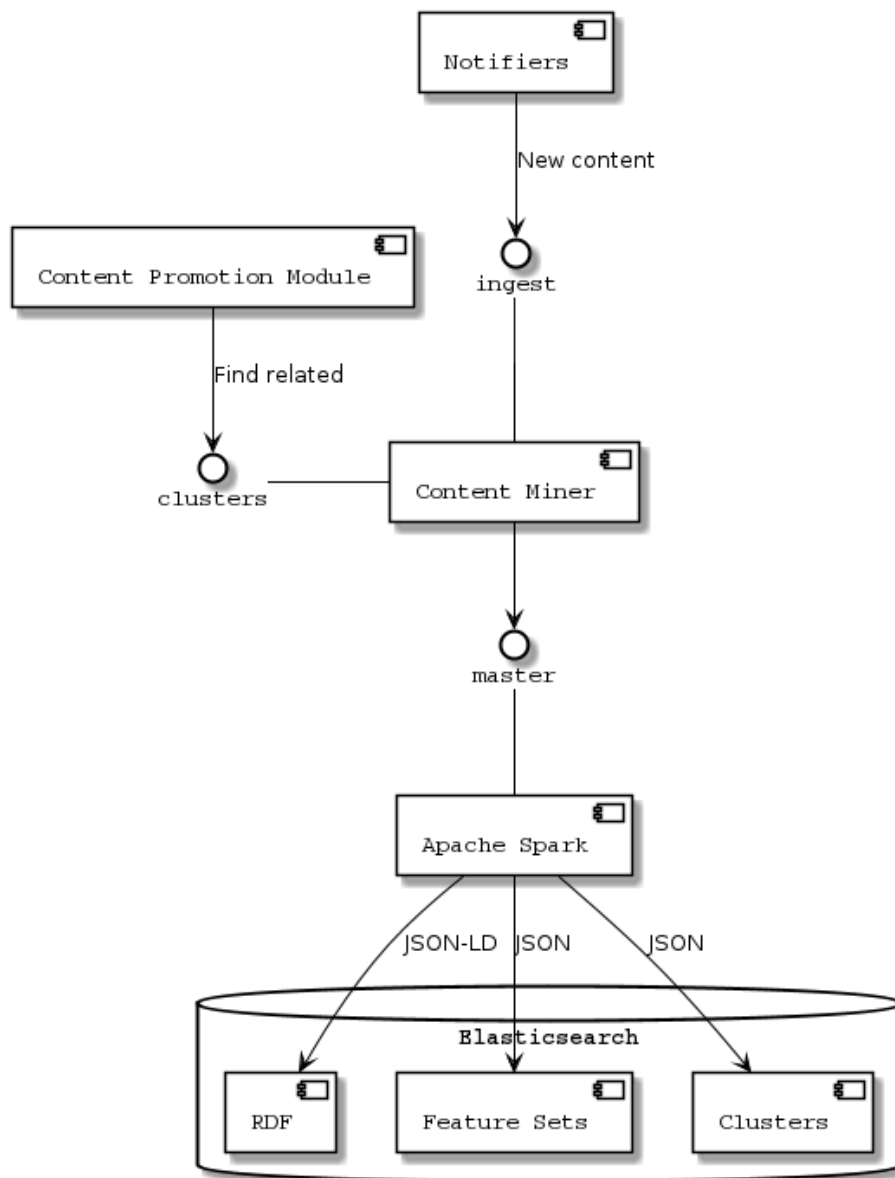 Notifiers
New content
Content Promotion Module
ingest
Find related
clusters
Content Miner
master
Apache Spark
JSON-LD
JSON
JSON
Elasticsearch
RDF
Feature Sets
Clusters